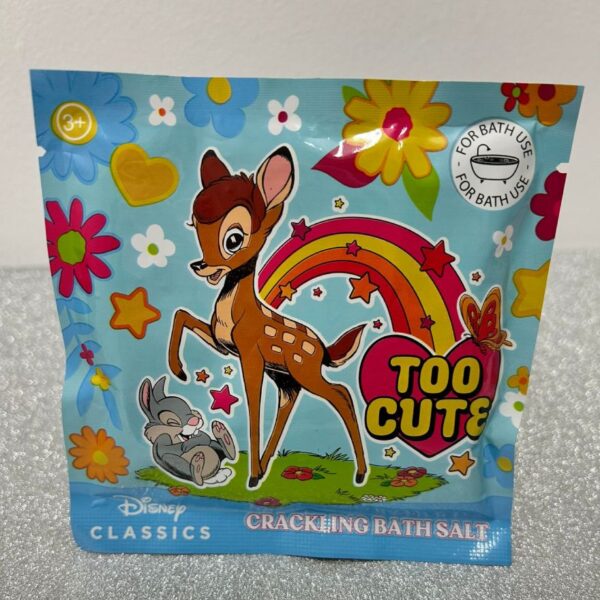 3+
FOR BATH USE
FOR BATH USE
TOO
CUTE
Disney
CLASSICS
CRACKLING BATH SALT